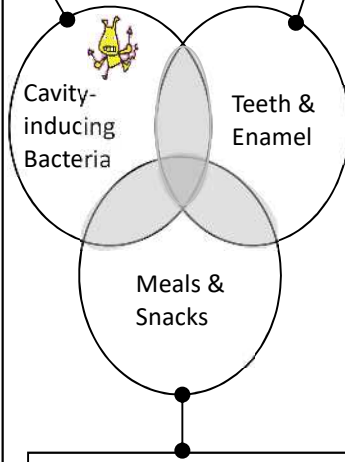 Cavity-
inducing
Bacteria
Teeth &
Enamel
Meals &
Snacks